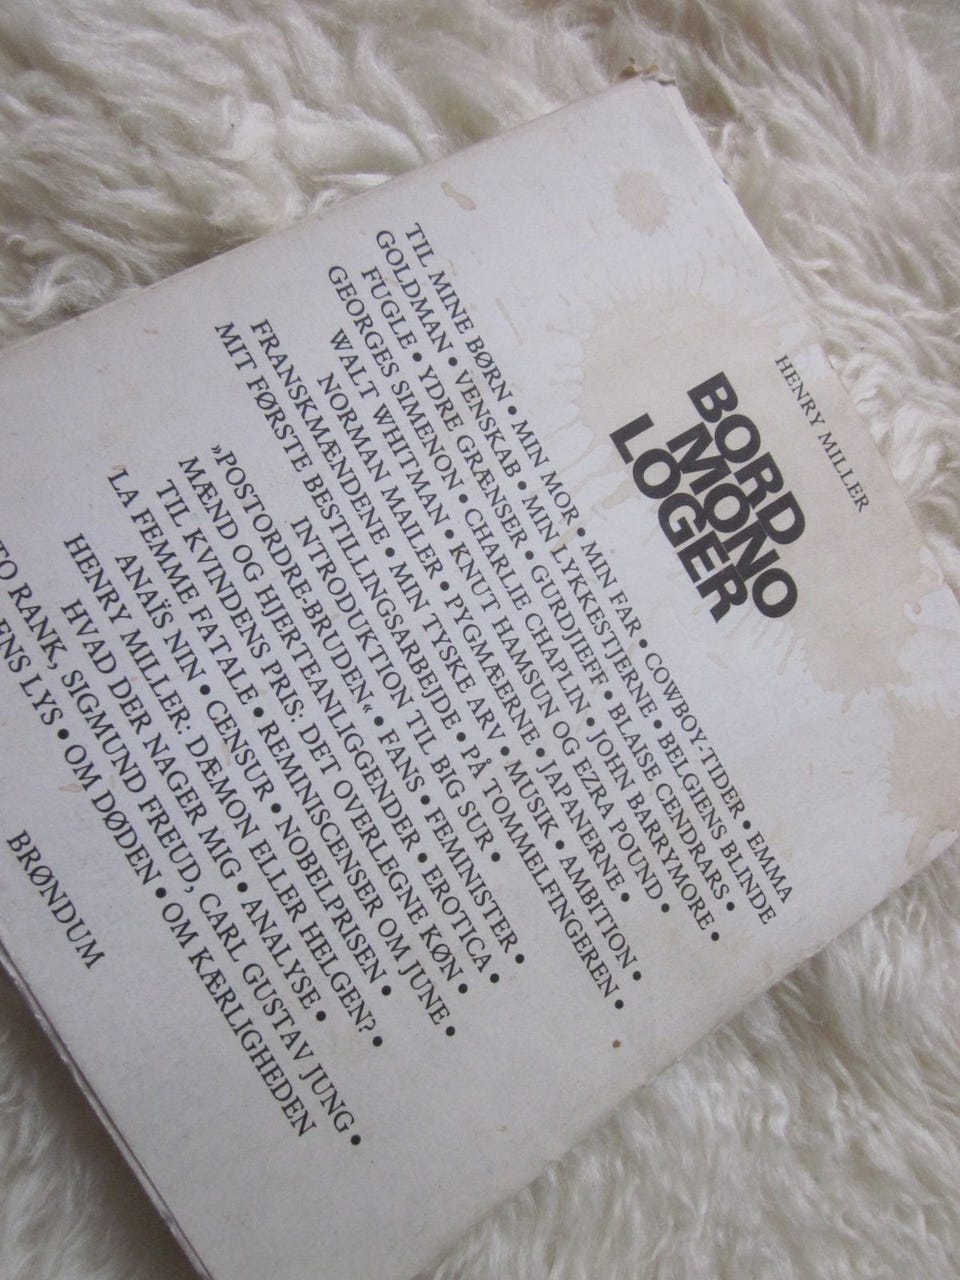 HENRY MILLER
BORD
MONO
LOGER
TIL MINE BØRN • MIN MOR • MIN FAR • COWBOY-TIDER • EMMA
GOLDMAN • VENSKAB • MIN LYKKESTJERNE • BELGIENS BLINDE
FUGLE • YDRE GRÆNSER • GURDJIEFF • BLAISE CENDRARS •
GEORGES SIMENON • CHARLIE CHAPLIN • JOHN BARRYMORE •
WALT WHITMAN • KNUT HAMSUN OG EZRA POUND •
NORMAN MAILER • PYGMÆERNE • JAPANERNE •
FRANSKMÆNDENE • MIN TYSKE ARV • MUSIK • AMBITION •
MIT FØRSTE BESTILLINGSARBEJDE • PÅ TOMMELFINGEREN •
INTRODUKTION TIL BIG SUR •
»POSTORDRE-BRUDEN« • FANS • FEMINISTER •
MÆND OG HJERTEANLIGGENDER • EROTICA •
TIL KVINDENS PRIS: DET OVERLEGNE KØN •
LA FEMME FATALE • REMINISCENSER OM JUNE •
ANAÏS NIN • CENSUR • NOBELPRISEN •
HENRY MILLER: DÆMON ELLER HELGEN? •
HVAD DER NAGER MIG • ANALYSE •
RANK, SIGMUND FREUD, CARL GUSTAV JUNG •
LYS • OM DØDEN • OM KÆRLIGHEDEN
BRØNDUM